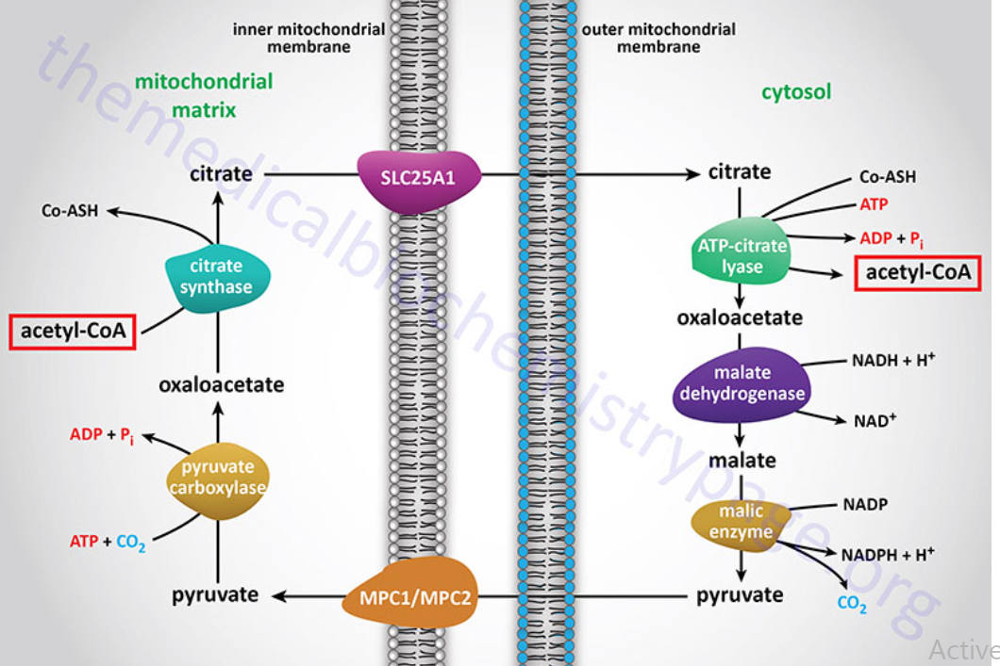 inner mitochondrial
membrane
outer mitochondrial
membrane
mitochondrial
matrix
cytosol
citrate
SLC25A1
citrate
Co-ASH
Co-ASH
ATP
ADP + Pi
ATP-citrate
lyase
acetyl-CoA
citrate
synthase
acetyl-CoA
oxaloacetate
oxaloacetate
malate
dehydrogenase
NADH + H⁺
NAD⁺
ADP + Pi
pyruvate
carboxylase
ATP + CO₂
malate
malic
enzyme
NADP
NADPH + H⁺
CO₂
pyruvate
MPC1/MPC2
pyruvate
themedicalbiochemistrypage.org
Active